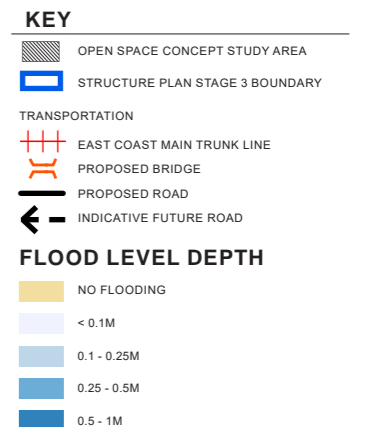 KEY
OPEN SPACE CONCEPT STUDY AREA
STRUCTURE PLAN STAGE 3 BOUNDARY
TRANSPORTATION
EAST COAST MAIN TRUNK LINE
PROPOSED BRIDGE
PROPOSED ROAD
INDICATIVE FUTURE ROAD
FLOOD LEVEL DEPTH
NO FLOODING
< 0.1M
0.1 - 0.25M
0.25 - 0.5M
0.5 - 1M